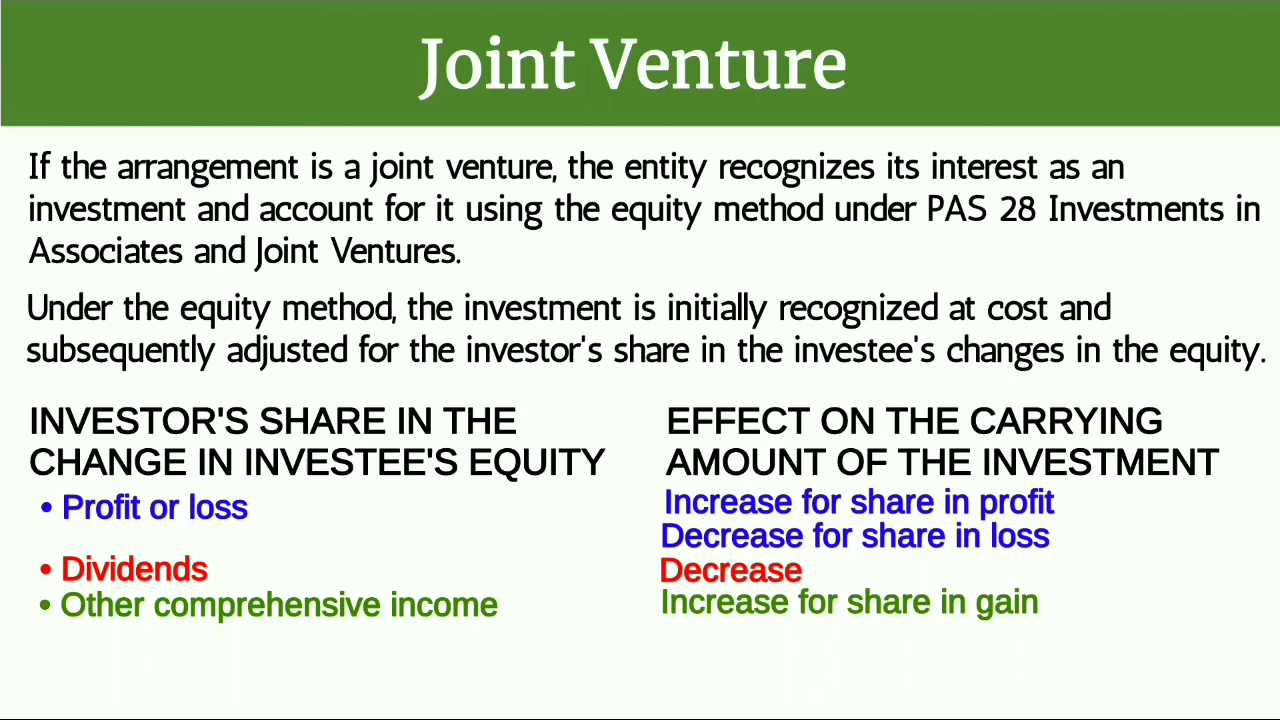 Joint Venture
If the arrangement is a joint venture, the entity recognizes its interest as an
investment and account for it using the equity method under PAS 28 Investments in
Associates and Joint Ventures.
Under the equity method, the investment is initially recognized at cost and
subsequently adjusted for the investor's share in the investee's changes in the equity.
INVESTOR'S SHARE IN THE
CHANGE IN INVESTEE'S EQUITY
• Profit or loss
• Dividends
• Other comprehensive income
EFFECT ON THE CARRYING
AMOUNT OF THE INVESTMENT
Increase for share in profit
Decrease for share in loss
Decrease
Increase for share in gain